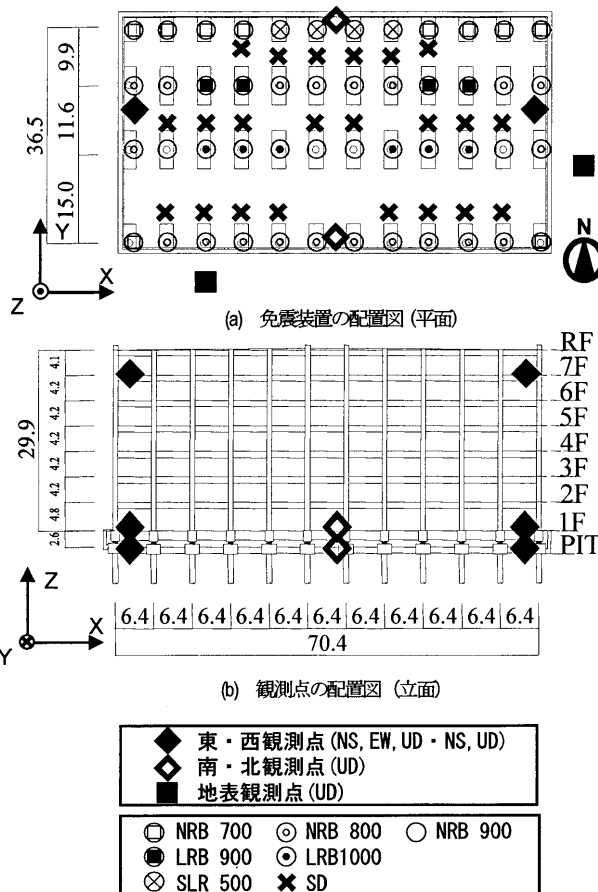 9.9
11.6
15.0
36.5
Y
X
Z
N
(a) 免震装置の配置図 (平面)
RF
7F
6F
5F
4F
3F
2F
1F
PIT
4.1
4.2
4.2
4.2
4.2
4.2
4.8
2.6
29.9
Z
X
Y
6.4 6.4 6.4 6.4 6.4 6.4 6.4 6.4 6.4 6.4 6.4
70.4
(b) 観測点の配置図 (立面)
東・西観測点(NS, EW, UD・NS, UD)
南・北観測点(UD)
地表観測点(UD)
NRB 700 NRB 800 NRB 900
LRB 900 LRB1000
SLR 500 SD